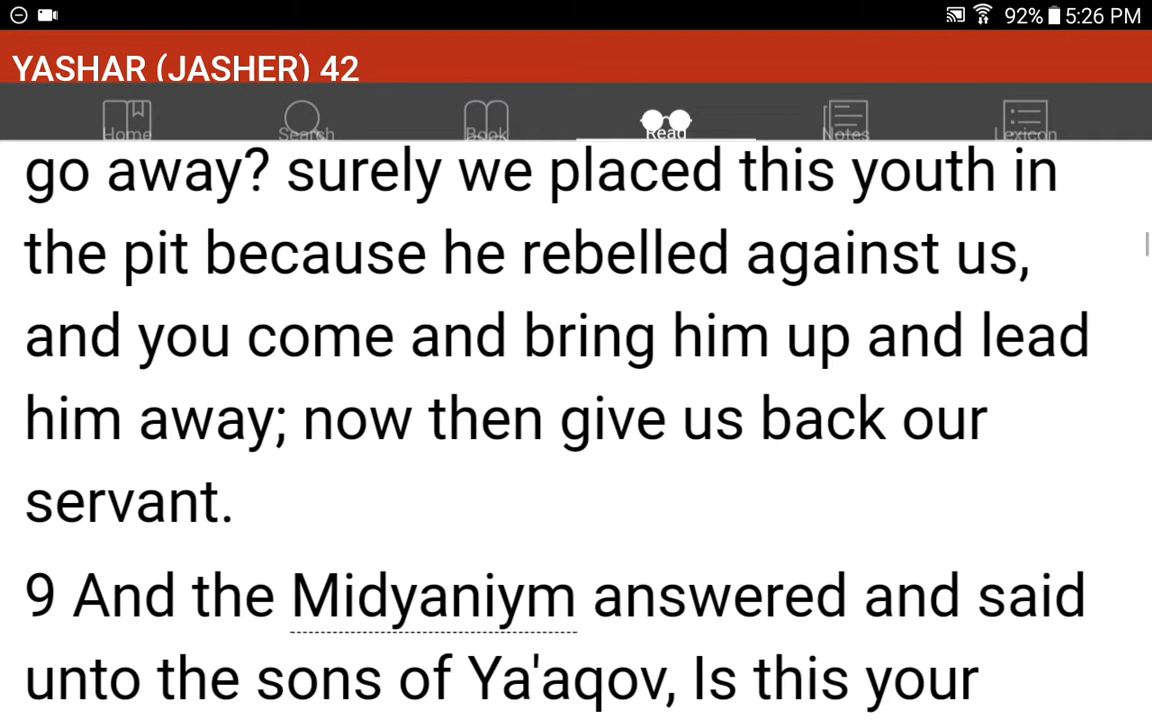 92% 5:26 PM
YASHAR (JASHER) 42
Home Search Book Read Notes Lexicon
go away? surely we placed this youth in
the pit because he rebelled against us,
and you come and bring him up and lead
him away; now then give us back our
servant.
9 And the Midyaniym answered and said
unto the sons of Ya'aqov, Is this your